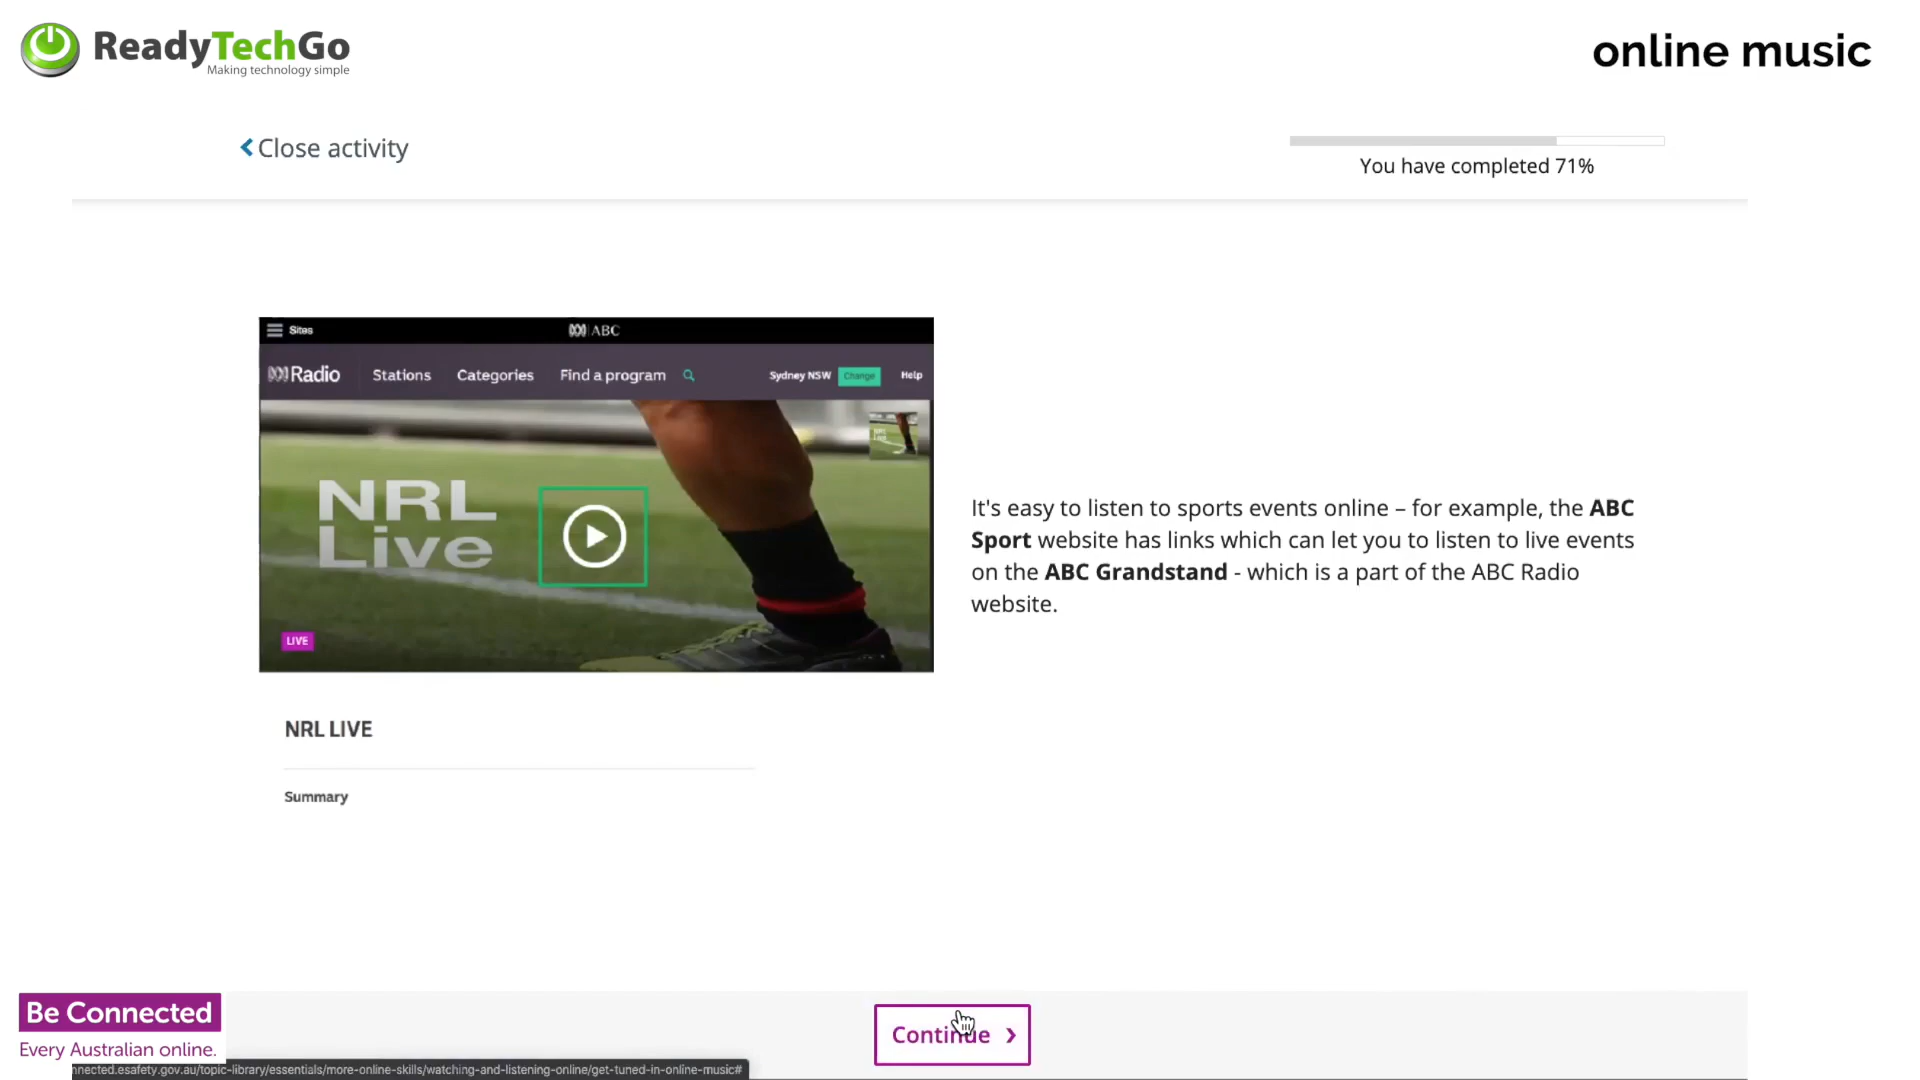 ReadyTechGo
Making technology simple
online music
Close activity
You have completed 71%
Sites
ABC
Radio
Stations
Categories
Find a program
Sydney NSW
Change
Help
NRL
Live
NRL
Live
LIVE
It's easy to listen to sports events online – for example, the ABC
Sport website has links which can let you to listen to live events
on the ABC Grandstand - which is a part of the ABC Radio
website.
NRL LIVE
Summary
Continue
Be Connected
Every Australian online.
nnected.esafety.gov.au/topic-library/essentials/more-online-skills/watching-and-listening-online/get-tuned-in-online-music#